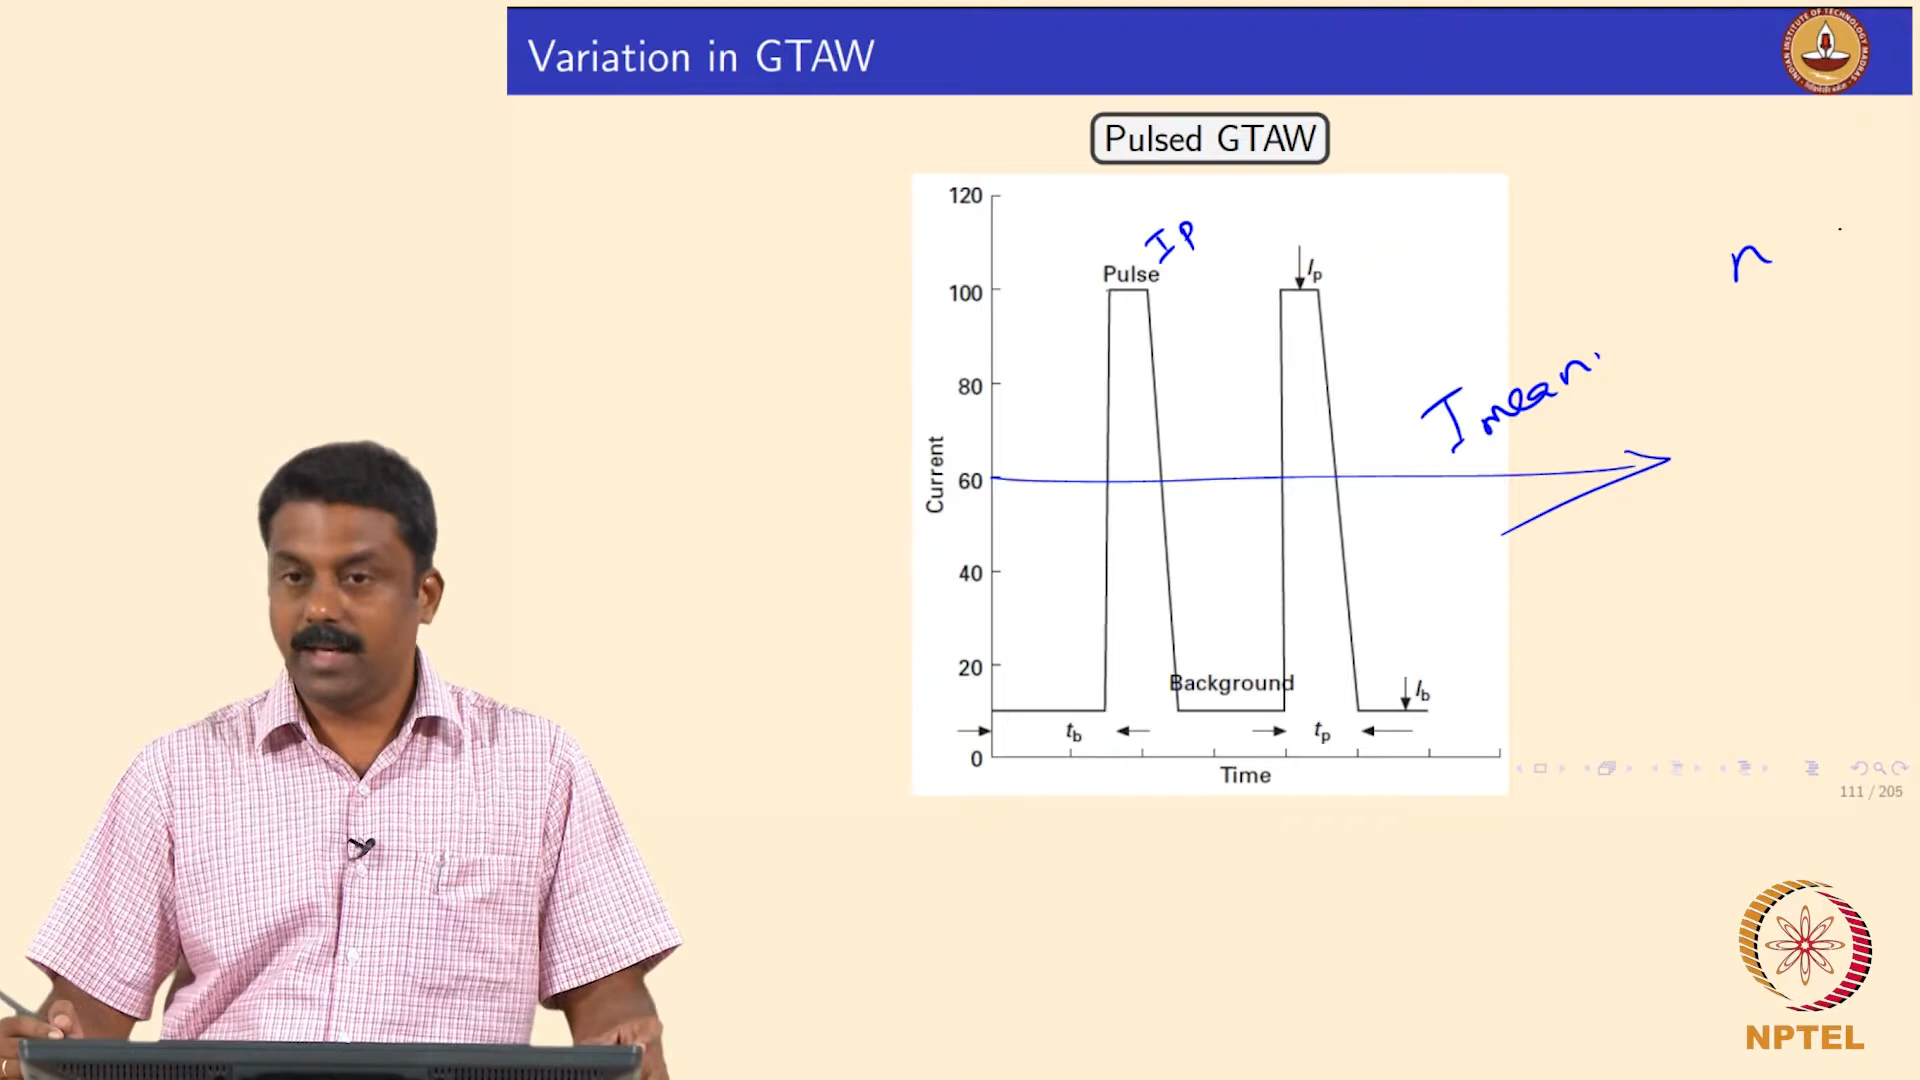 Variation in GTAW
Pulsed GTAW
120
100
80
60
40
20
0
Current
Pulse
Ip
Ip
Imean
n
Background
Ib
tb
tp
Time
111 / 205
NPTEL